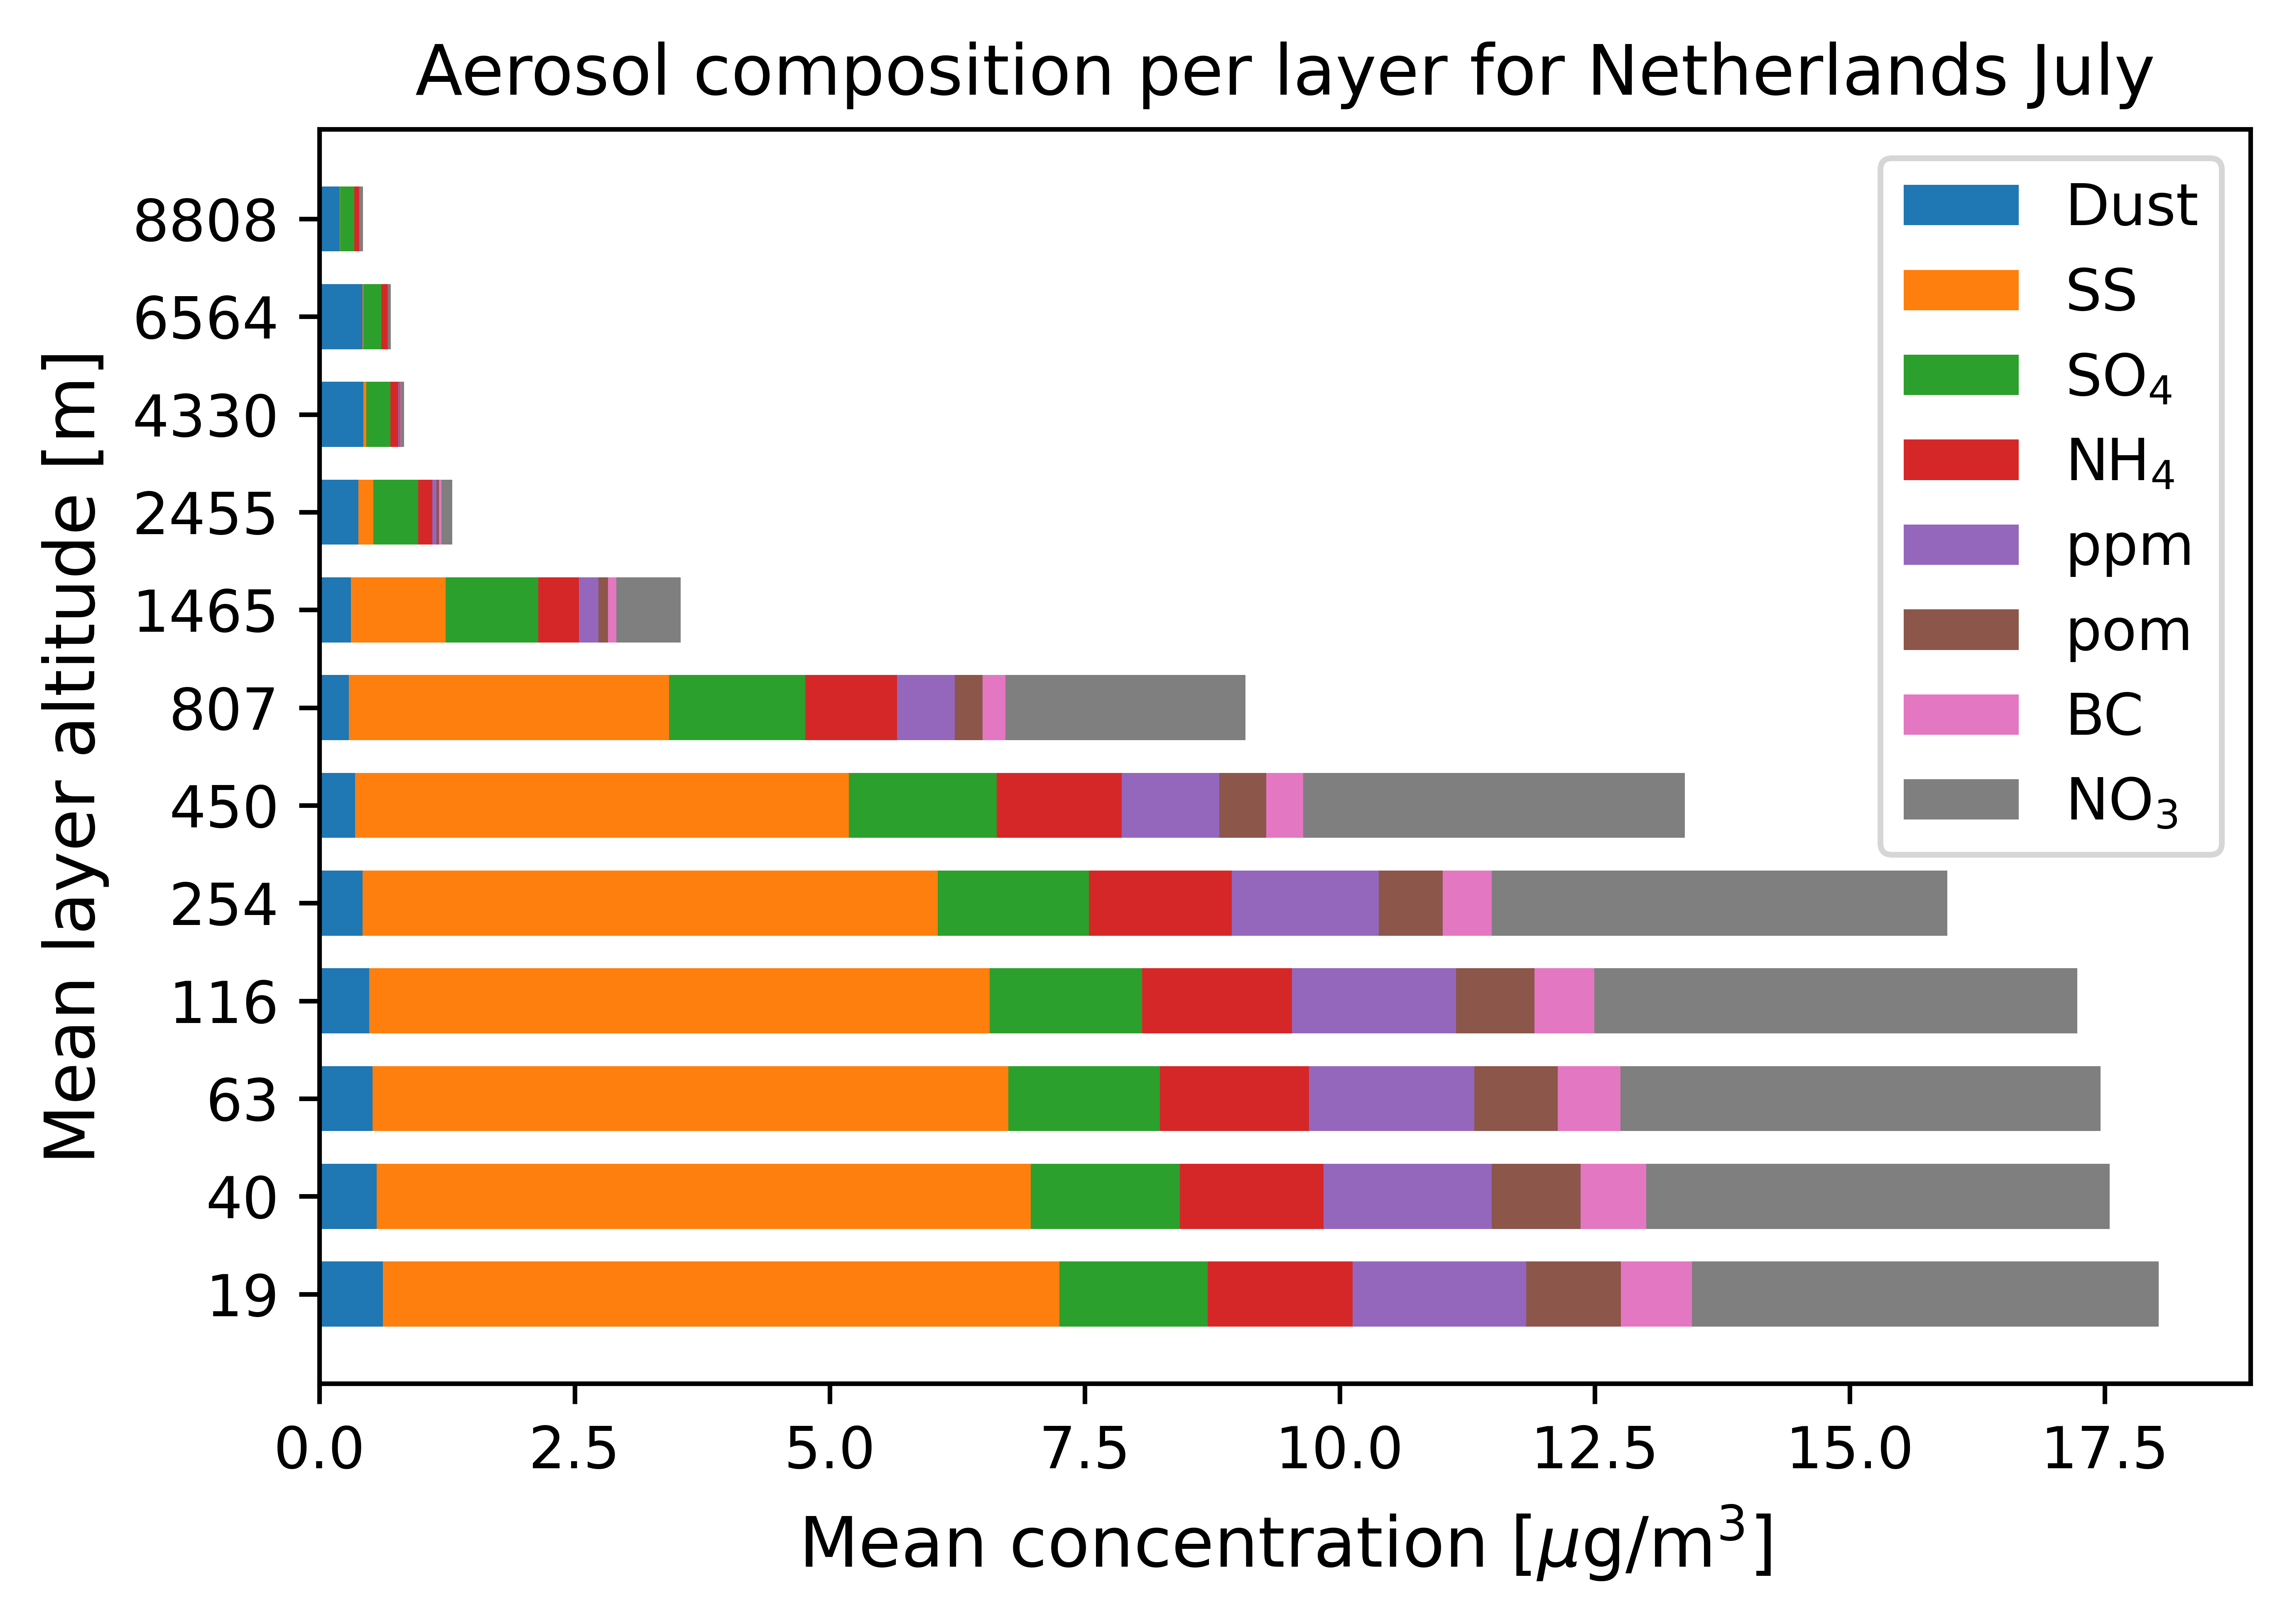 Aerosol composition per layer for Netherlands July
Mean layer altitude [m]
8808
6564
4330
2455
1465
807
450
254
116
63
40
19
0.0 2.5 5.0 7.5 10.0 12.5 15.0 17.5
Mean concentration [μg/m³]
Dust
SS
SO₄
NH₄
ppm
pom
BC
NO₃